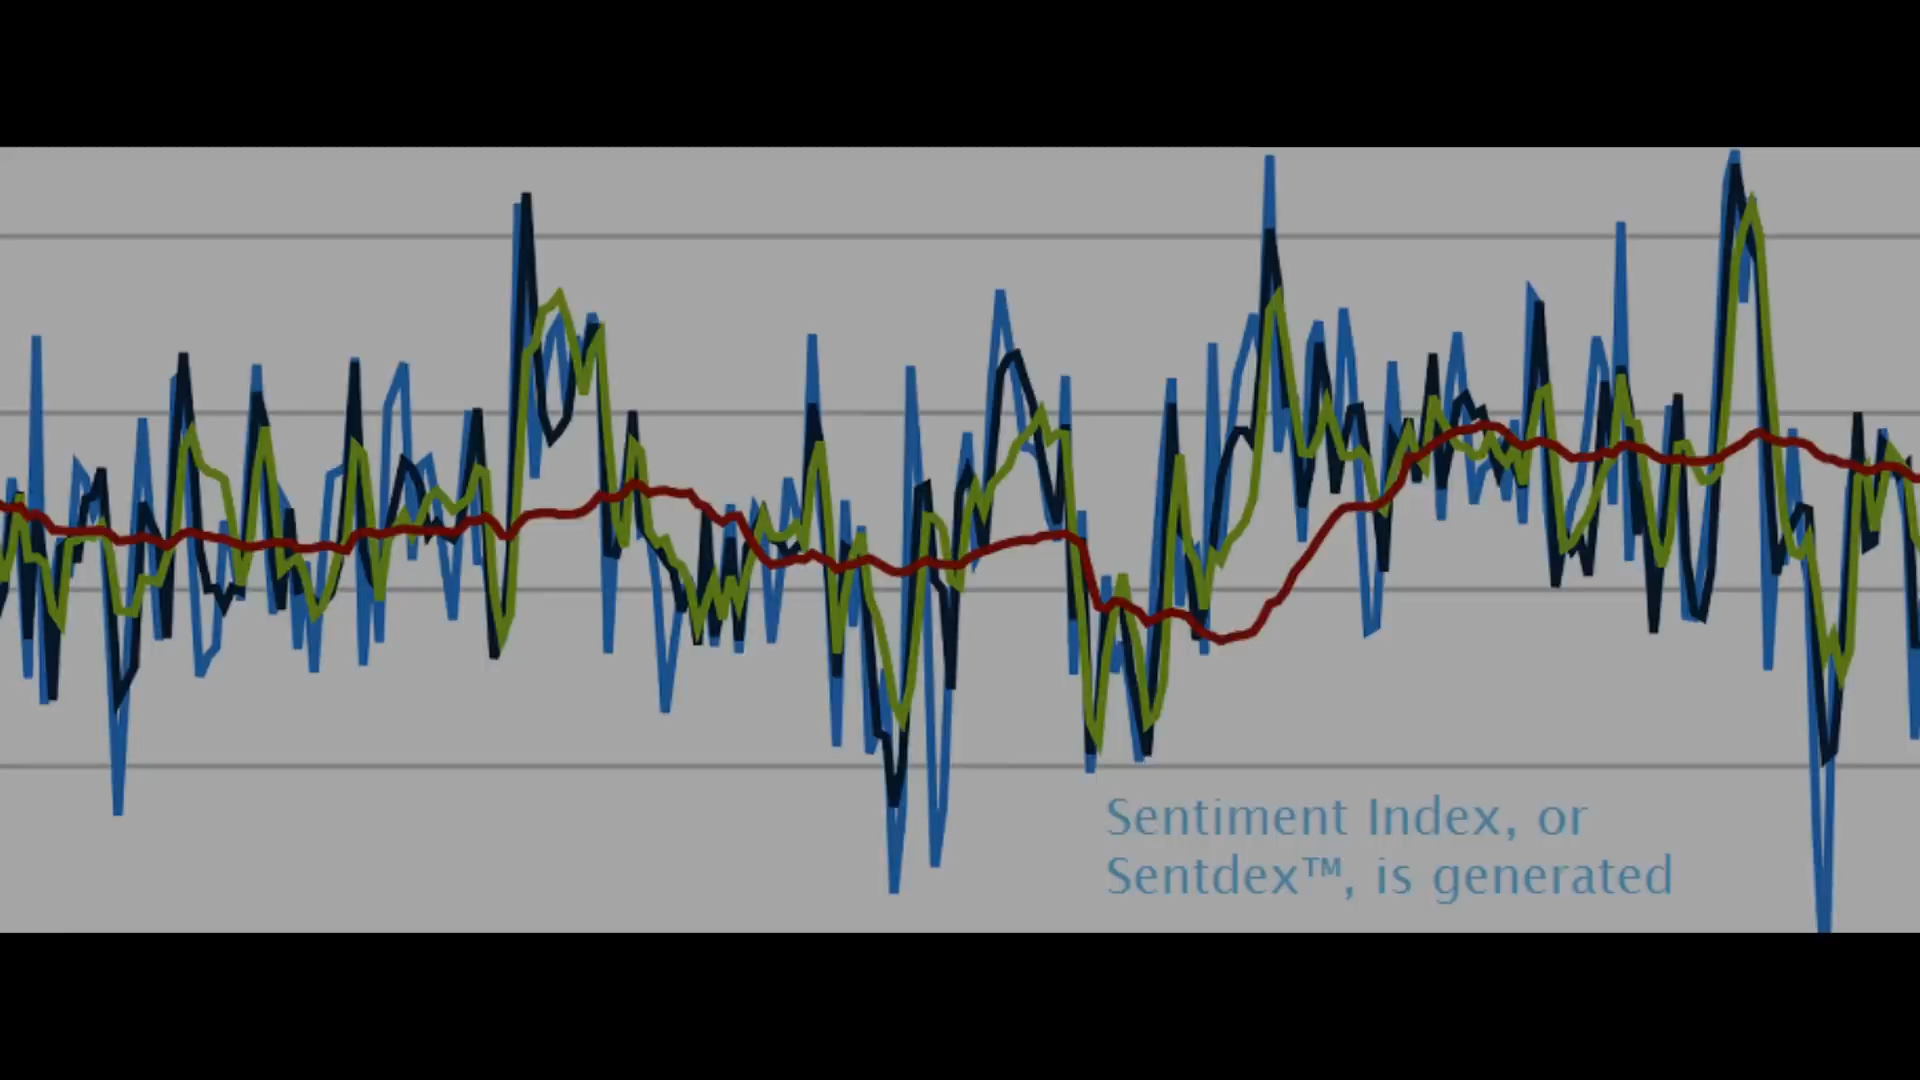 Sentiment Index, or
Sentdex™, is generated